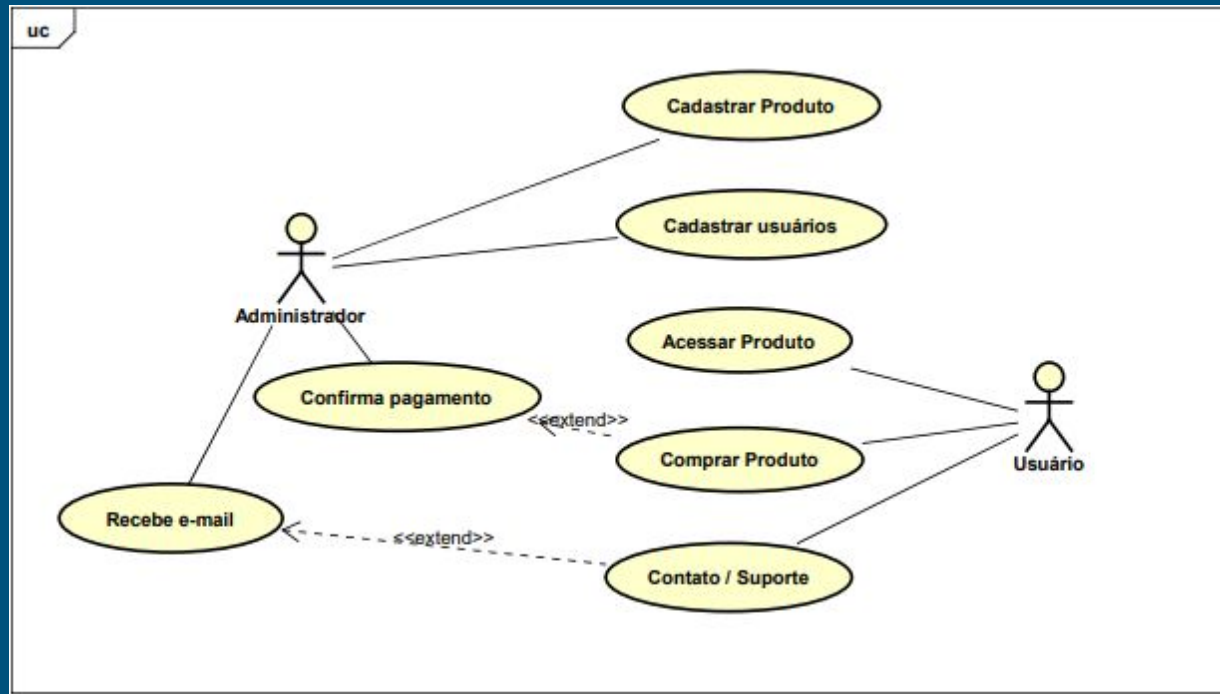 uc
Cadastrar Produto
Cadastrar usuários
Administrador
Acessar Produto
Confirma pagamento
<<extend>>
Comprar Produto
Usuário
Recebe e-mail
<<extend>>
Contato / Suporte